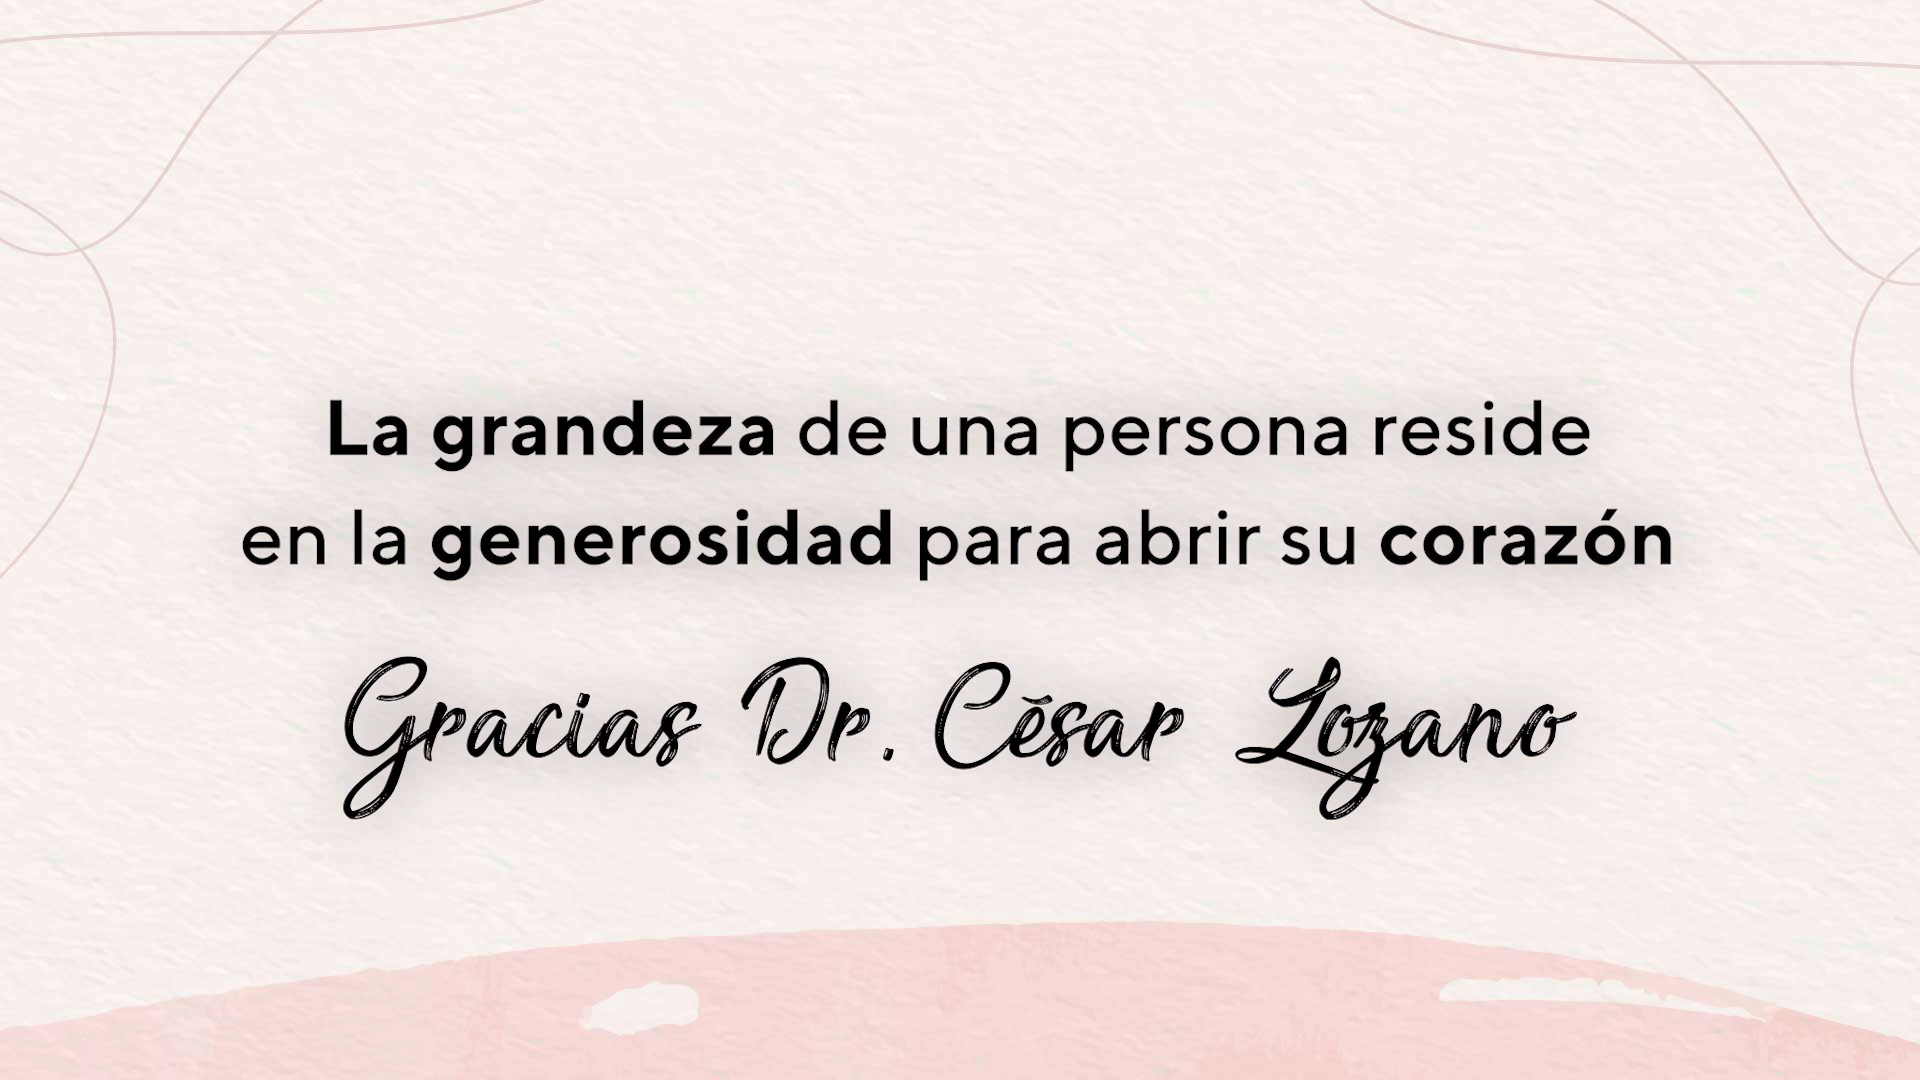 La grandeza de una persona reside
en la generosidad para abrir su corazón
Gracias Dr. César Lozano